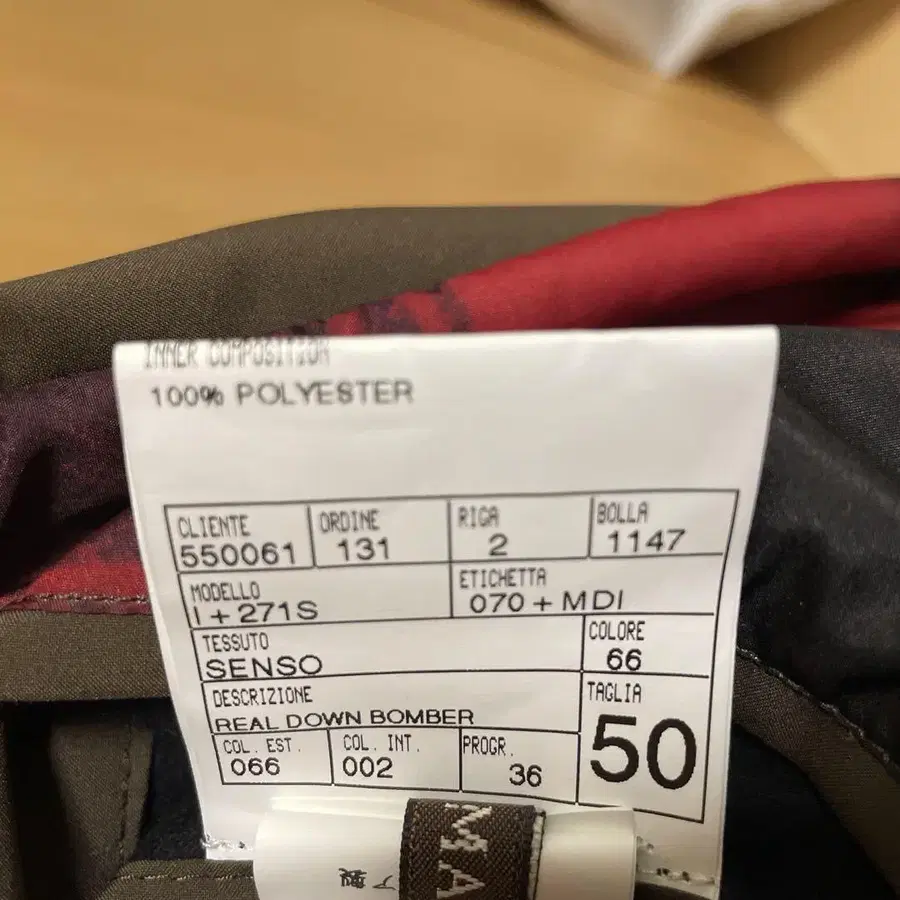 INNER COMPOSITION
100% POLYESTER
CLIENTE ORDINE RIGA BOLLA
550061 131 2 1147
MODELLO ETICHETTA
I+271S 070+MDI
TESSUTO COLORE
SENSO 66
DESCRIZIONE TAGLIA
REAL DOWN BOMBER 50
COL. EST. COL. INT. PROGR.
066 002 36
MA